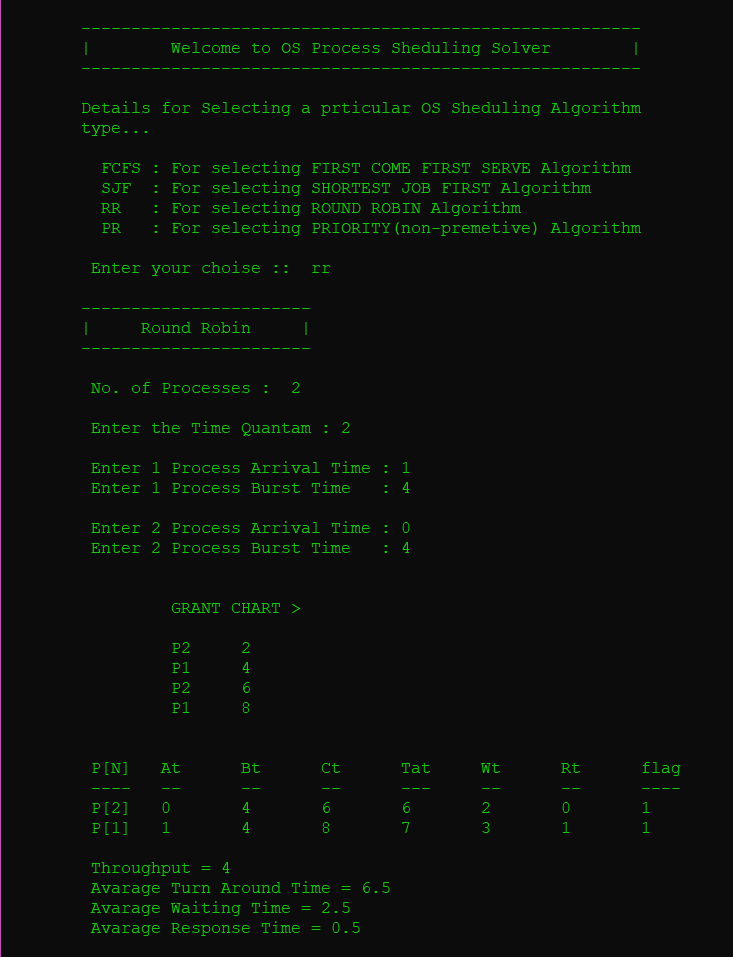 --------------------------------------------------------
|        Welcome to OS Process Sheduling Solver        |
--------------------------------------------------------
Details for Selecting a prticular OS Sheduling Algorithm
type...
FCFS : For selecting FIRST COME FIRST SERVE Algorithm
SJF  : For selecting SHORTEST JOB FIRST Algorithm
RR   : For selecting ROUND ROBIN Algorithm
PR   : For selecting PRIORITY(non-premetive) Algorithm
Enter your choise ::  rr
-----------------------
|     Round Robin     |
-----------------------
No. of Processes :  2
Enter the Time Quantam : 2
Enter 1 Process Arrival Time : 1
Enter 1 Process Burst Time   : 4
Enter 2 Process Arrival Time : 0
Enter 2 Process Burst Time   : 4
GRANT CHART >
P2     2
P1     4
P2     6
P1     8
P[N]   At      Bt      Ct      Tat     Wt      Rt      flag
----   --      --      --      ---     --      --      ----
P[2]   0       4       6       6       2       0       1
P[1]   1       4       8       7       3       1       1
Throughput = 4
Avarage Turn Around Time = 6.5
Avarage Waiting Time = 2.5
Avarage Response Time = 0.5